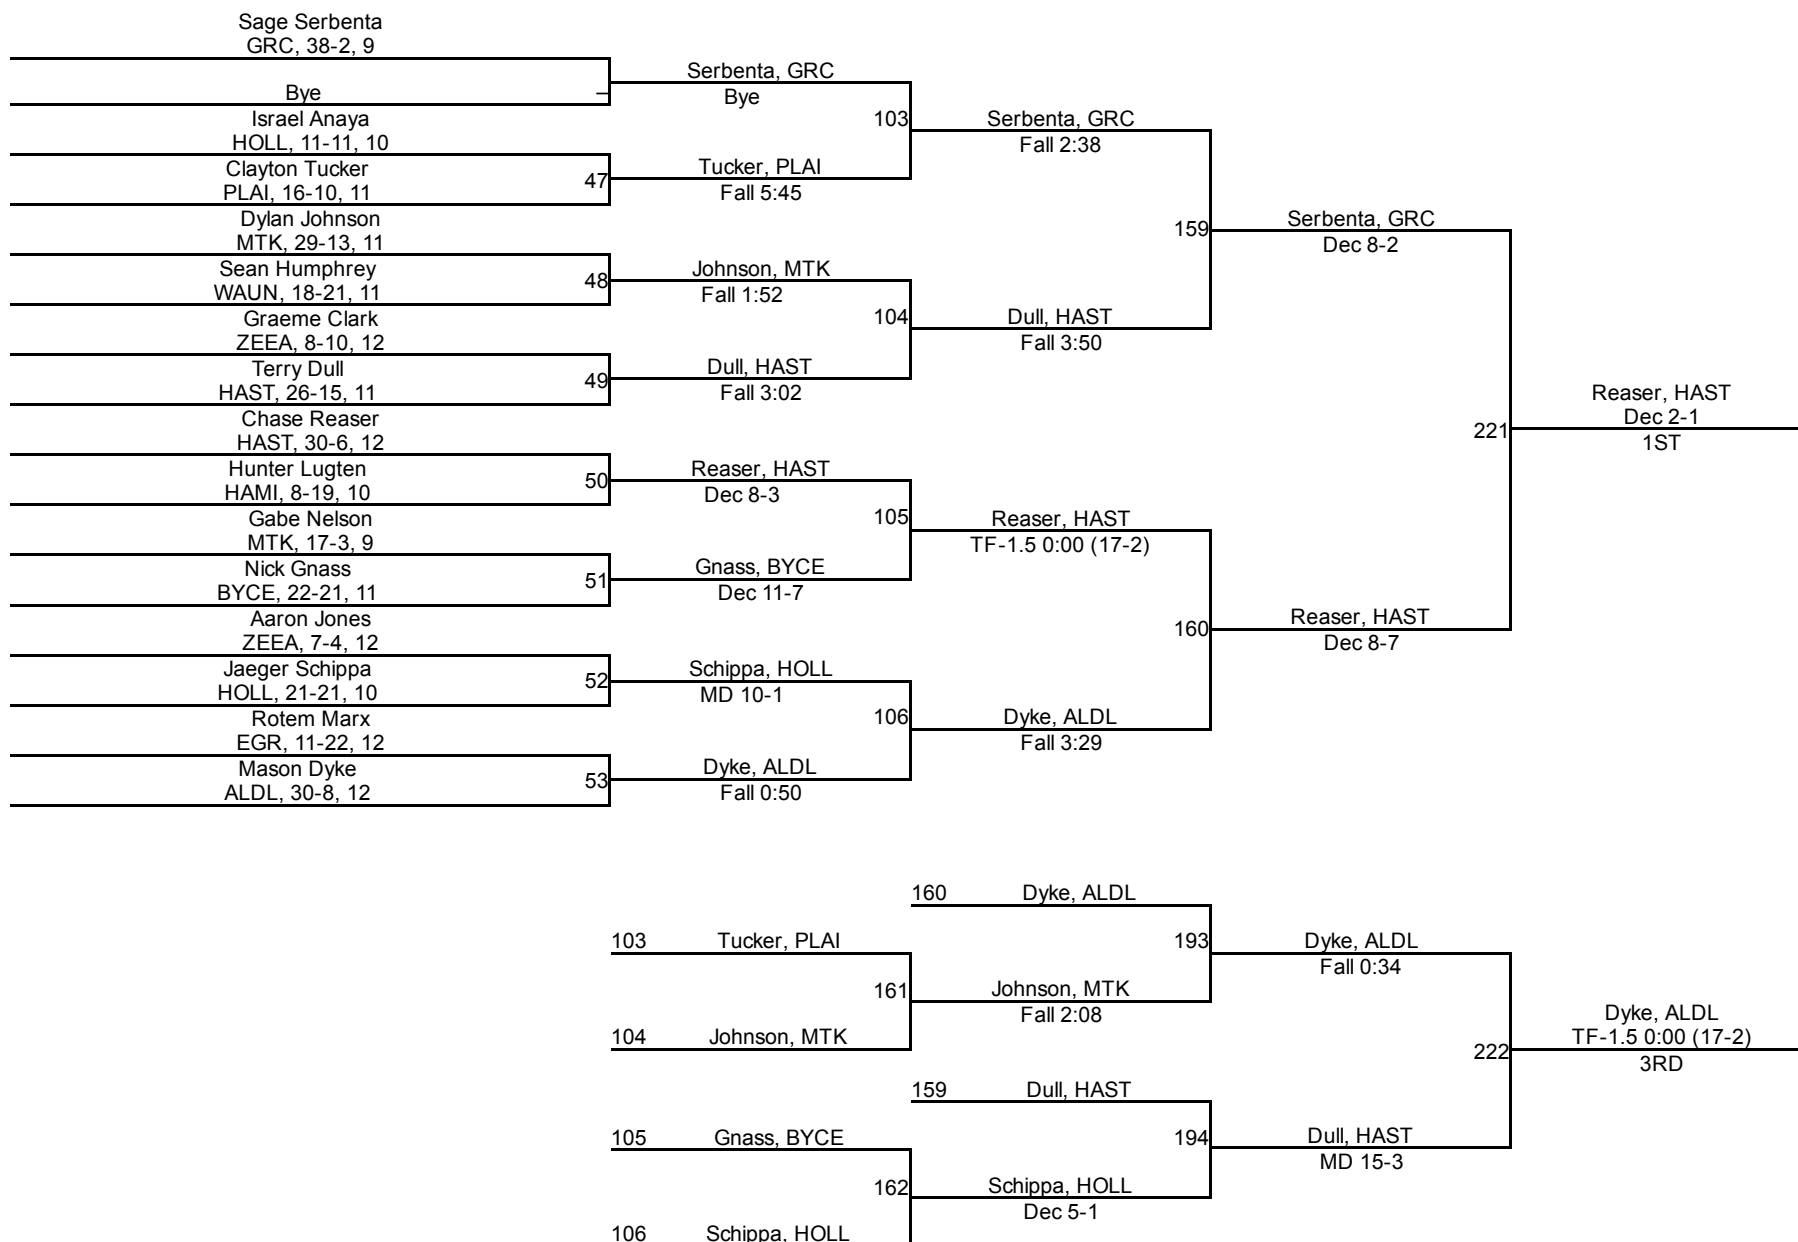 Sage Serbenta
GRC, 38-2, 9
Bye
Israel Anaya
HOLL, 11-11, 10
Clayton Tucker
PLAI, 16-10, 11
Dylan Johnson
MTK, 29-13, 11
Sean Humphrey
WAUN, 18-21, 11
Graeme Clark
ZEEA, 8-10, 12
Terry Dull
HAST, 26-15, 11
Chase Reaser
HAST, 30-6, 12
Hunter Lugten
HAMI, 8-19, 10
Gabe Nelson
MTK, 17-3, 9
Nick Gnass
BYCE, 22-21, 11
Aaron Jones
ZEEA, 7-4, 12
Jaeger Schippa
HOLL, 21-21, 10
Rotem Marx
EGR, 11-22, 12
Mason Dyke
ALDL, 30-8, 12
–
47
48
49
50
51
52
53
Serbenta, GRC
Bye
Tucker, PLAI
Fall 5:45
Johnson, MTK
Fall 1:52
Dull, HAST
Fall 3:02
Reaser, HAST
Dec 8-3
Gnass, BYCE
Dec 11-7
Schippa, HOLL
MD 10-1
Dyke, ALDL
Fall 0:50
103
104
105
106
Serbenta, GRC
Fall 2:38
Dull, HAST
Fall 3:50
Reaser, HAST
TF-1.5 0:00 (17-2)
Dyke, ALDL
Fall 3:29
159
160
Serbenta, GRC
Dec 8-2
Reaser, HAST
Dec 8-7
221
Reaser, HAST
Dec 2-1
1ST
160 Dyke, ALDL
103 Tucker, PLAI
104 Johnson, MTK
161
Johnson, MTK
Fall 2:08
193
Dyke, ALDL
Fall 0:34
159 Dull, HAST
105 Gnass, BYCE
106 Schippa, HOLL
162
Schippa, HOLL
Dec 5-1
194
Dull, HAST
MD 15-3
222
Dyke, ALDL
TF-1.5 0:00 (17-2)
3RD